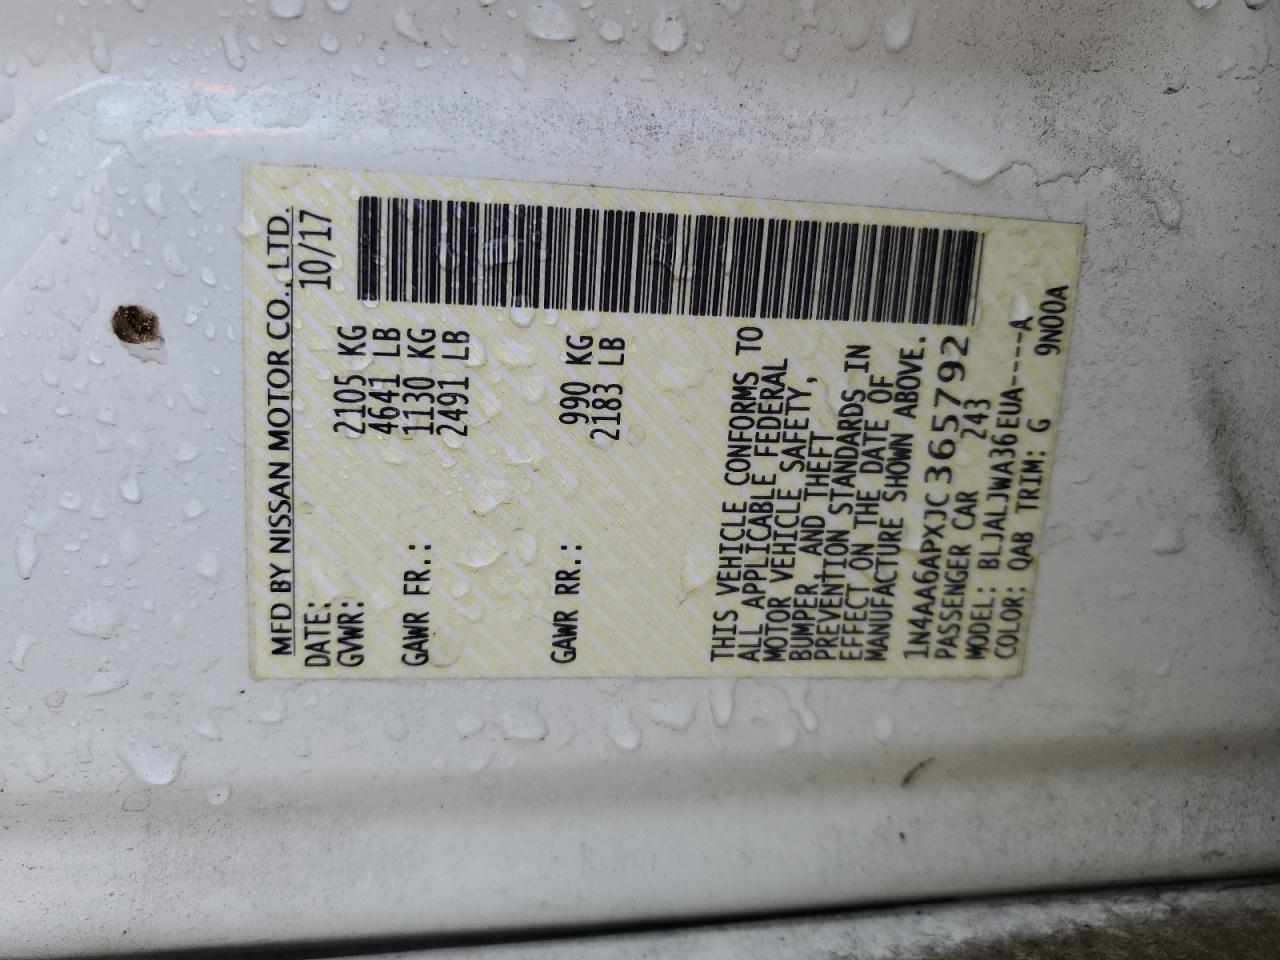 MFD BY NISSAN MOTOR CO., LTD.
DATE: 10/17
GVWR: 2105 KG
4641 LB
GAWR FR.: 1130 KG
2491 LB
GAWR RR.: 990 KG
2183 LB
THIS VEHICLE CONFORMS TO
ALL APPLICABLE FEDERAL
MOTOR VEHICLE SAFETY,
BUMPER, AND THEFT
PREVENTION STANDARDS IN
EFFECT ON THE DATE OF
MANUFACTURE SHOWN ABOVE.
1N4AA6APXJC365792
PASSENGER CAR 243
MODEL: BLJALJWA36EUA----A
COLOR: QAB TRIM: G 9N00A